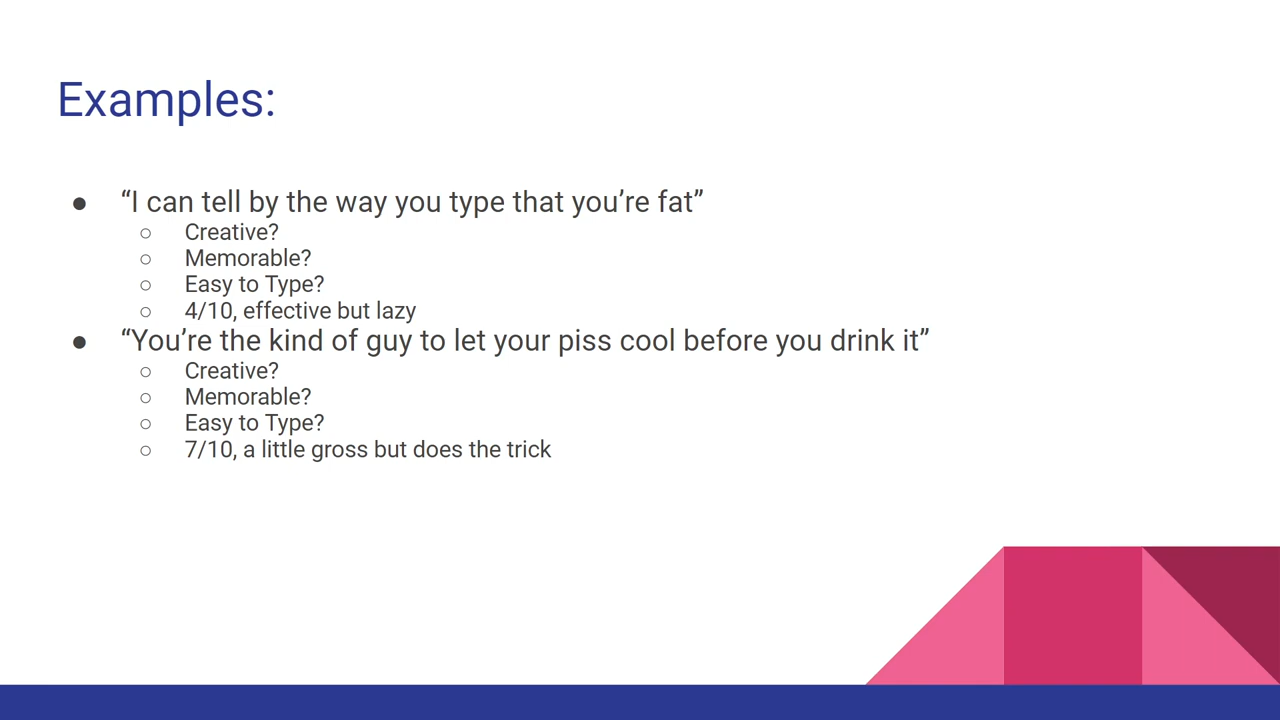 Examples:
● “I can tell by the way you type that you’re fat”
○ Creative?
○ Memorable?
○ Easy to Type?
○ 4/10, effective but lazy
● “You’re the kind of guy to let your piss cool before you drink it”
○ Creative?
○ Memorable?
○ Easy to Type?
○ 7/10, a little gross but does the trick